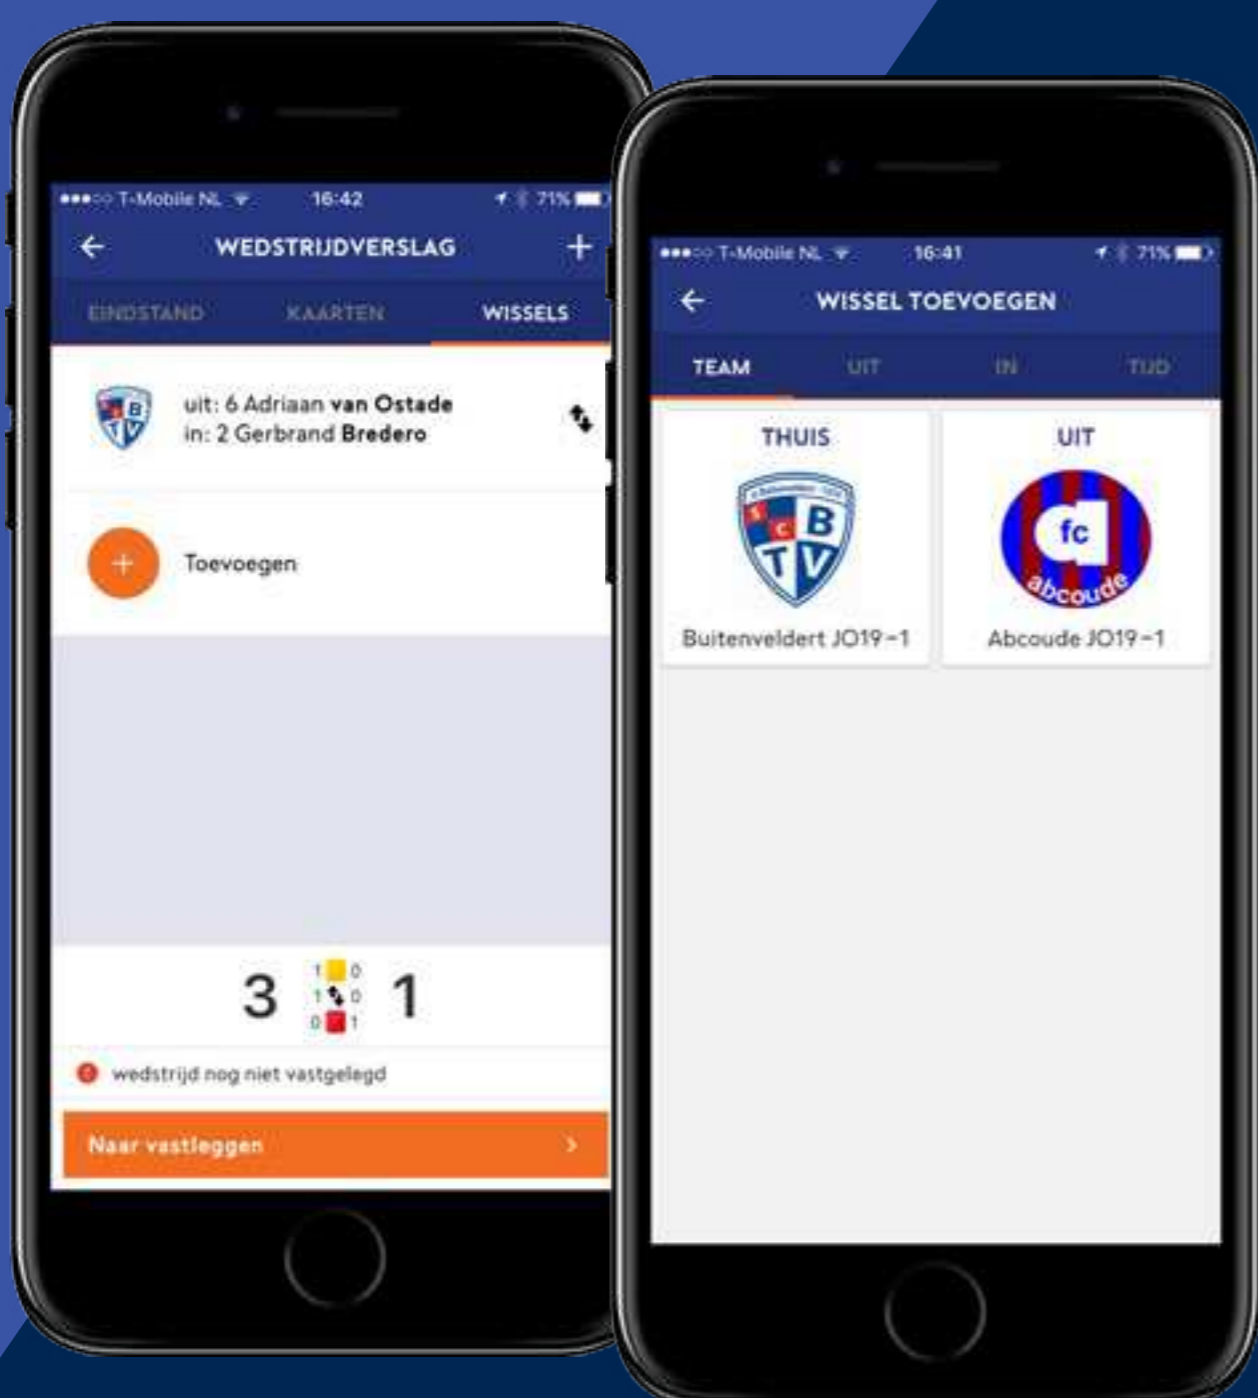 T-Mobile NL 16:42 71%
WEDSTRIJDVERSLAG
EINDSTAND KAARTEN WISSELS
S C B T V
uit: 6 Adriaan van Ostade
in: 2 Gerbrand Bredero
+ Toevoegen
3 1 0 1
1 0
0 1
wedstrijd nog niet vastgelegd
Naar vastleggen
T-Mobile NL 16:41 71%
WISSEL TOEVOEGEN
TEAM UIT IN TIJD
THUIS UIT
S C B T V
fc
abcoude
Buitenveldert JO19-1 Abcoude JO19-1